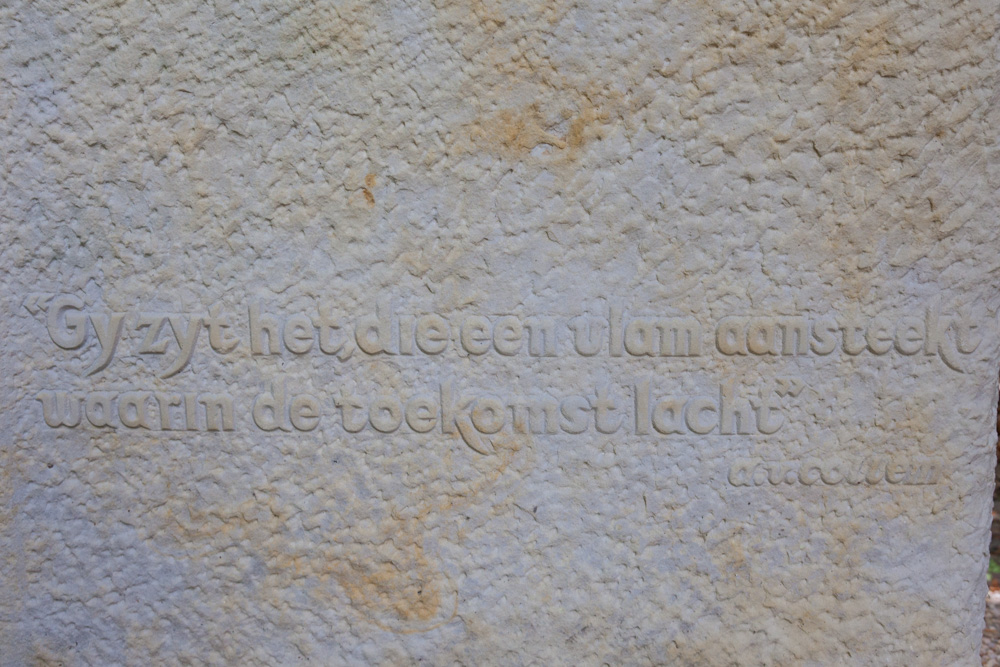 “Gy zyt het, die een vlam aansteekt
waarin de toekomst lacht”
a.v.collem